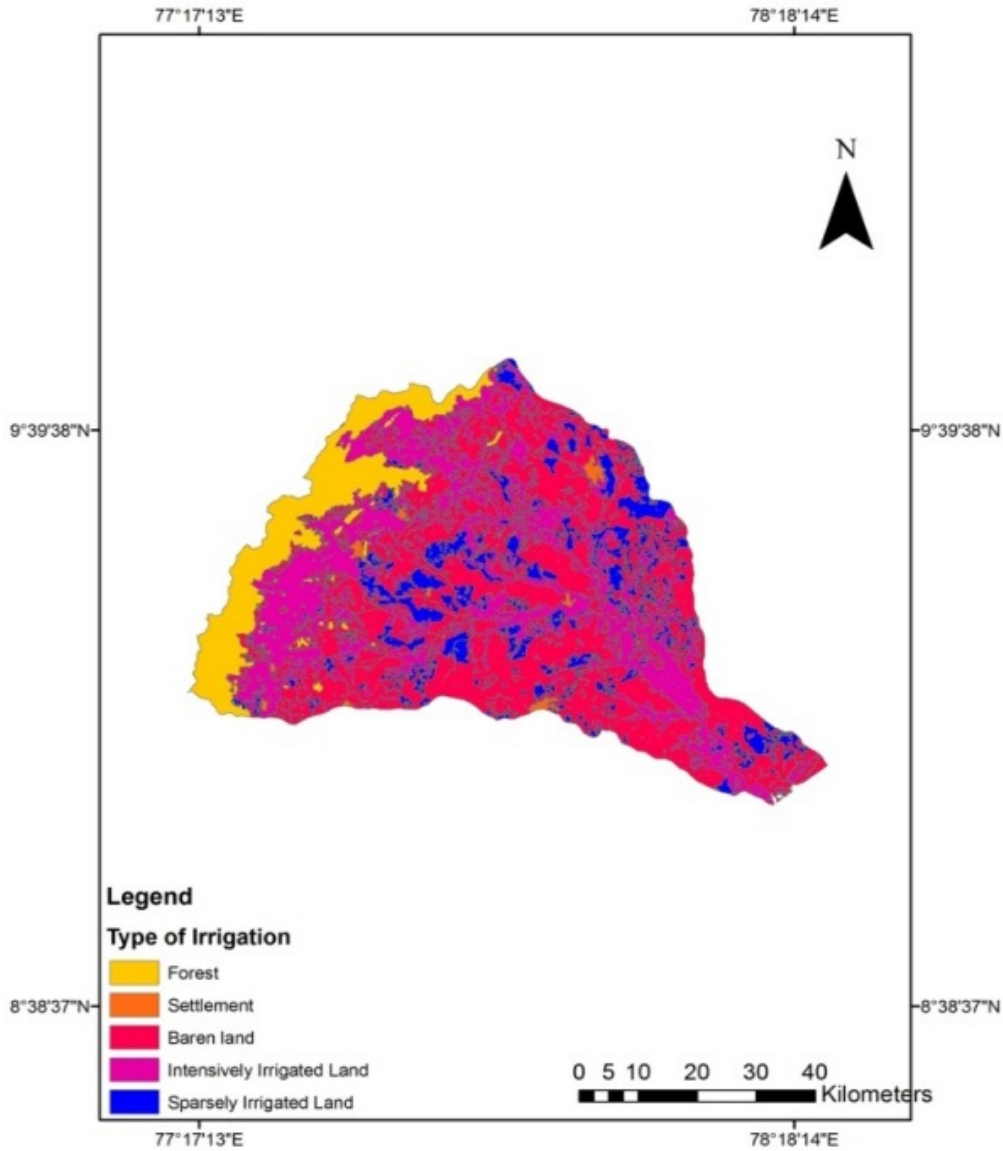 77°17'13"E 78°18'14"E
N
9°39'38"N 9°39'38"N
Legend
Type of Irrigation
Forest
8°38'37"N Settlement 8°38'37"N
Baren land
Intensively Irrigated Land
0 5 10 20 30 40
Kilometers
Sparsely Irrigated Land
77°17'13"E 78°18'14"E